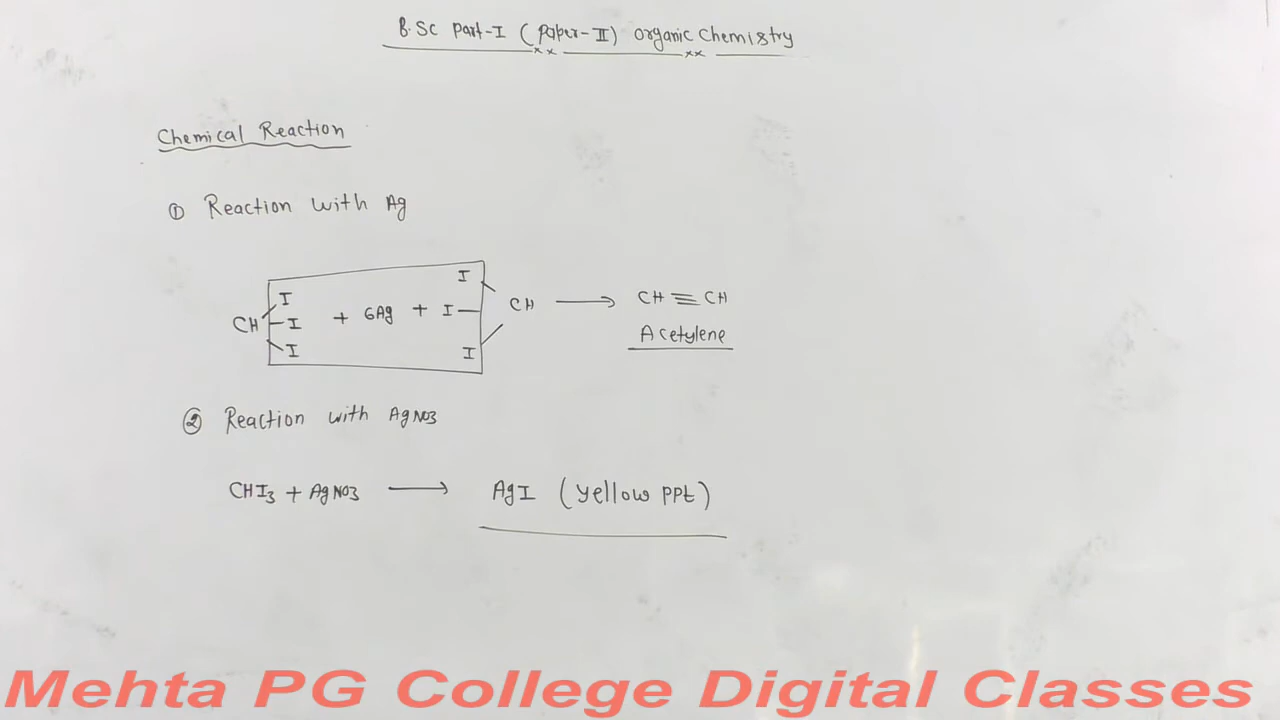 B.Sc Part-I (Paper-II) Organic Chemistry
Chemical Reaction
① Reaction with Ag
I I
CH I + 6Ag + I CH ⟶ CH≡CH
I I
Acetylene
② Reaction with AgNO3
CHI3 + AgNO3 ⟶ AgI (Yellow PPt)
Mehta PG College Digital Classes